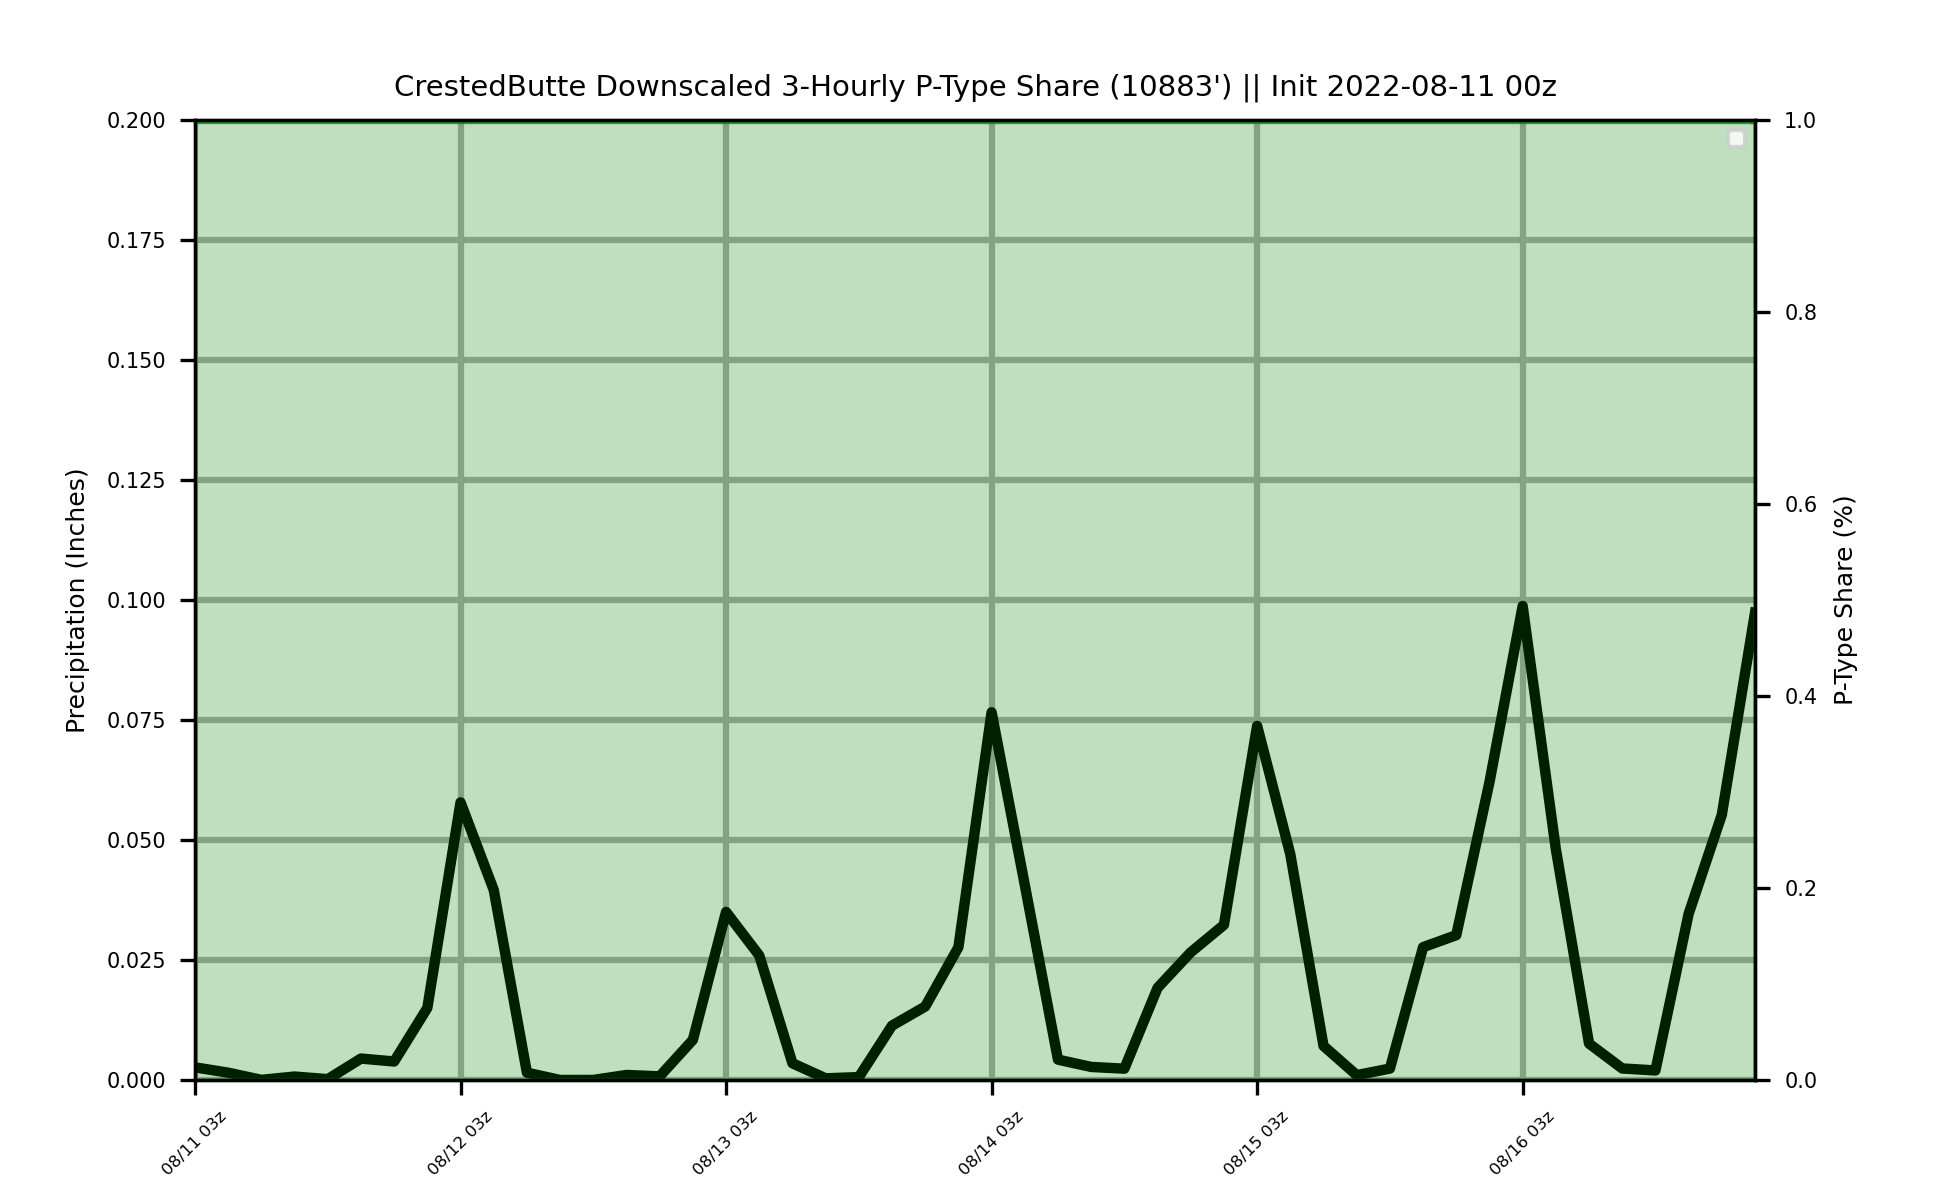 CrestedButte Downscaled 3-Hourly P-Type Share (10883') || Init 2022-08-11 00z
0.200
0.175
0.150
0.125
0.100
0.075
0.050
0.025
0.000
Precipitation (Inches)
1.0
0.8
0.6
0.4
0.2
0.0
P-Type Share (%)
08/11 03z
08/12 03z
08/13 03z
08/14 03z
08/15 03z
08/16 03z